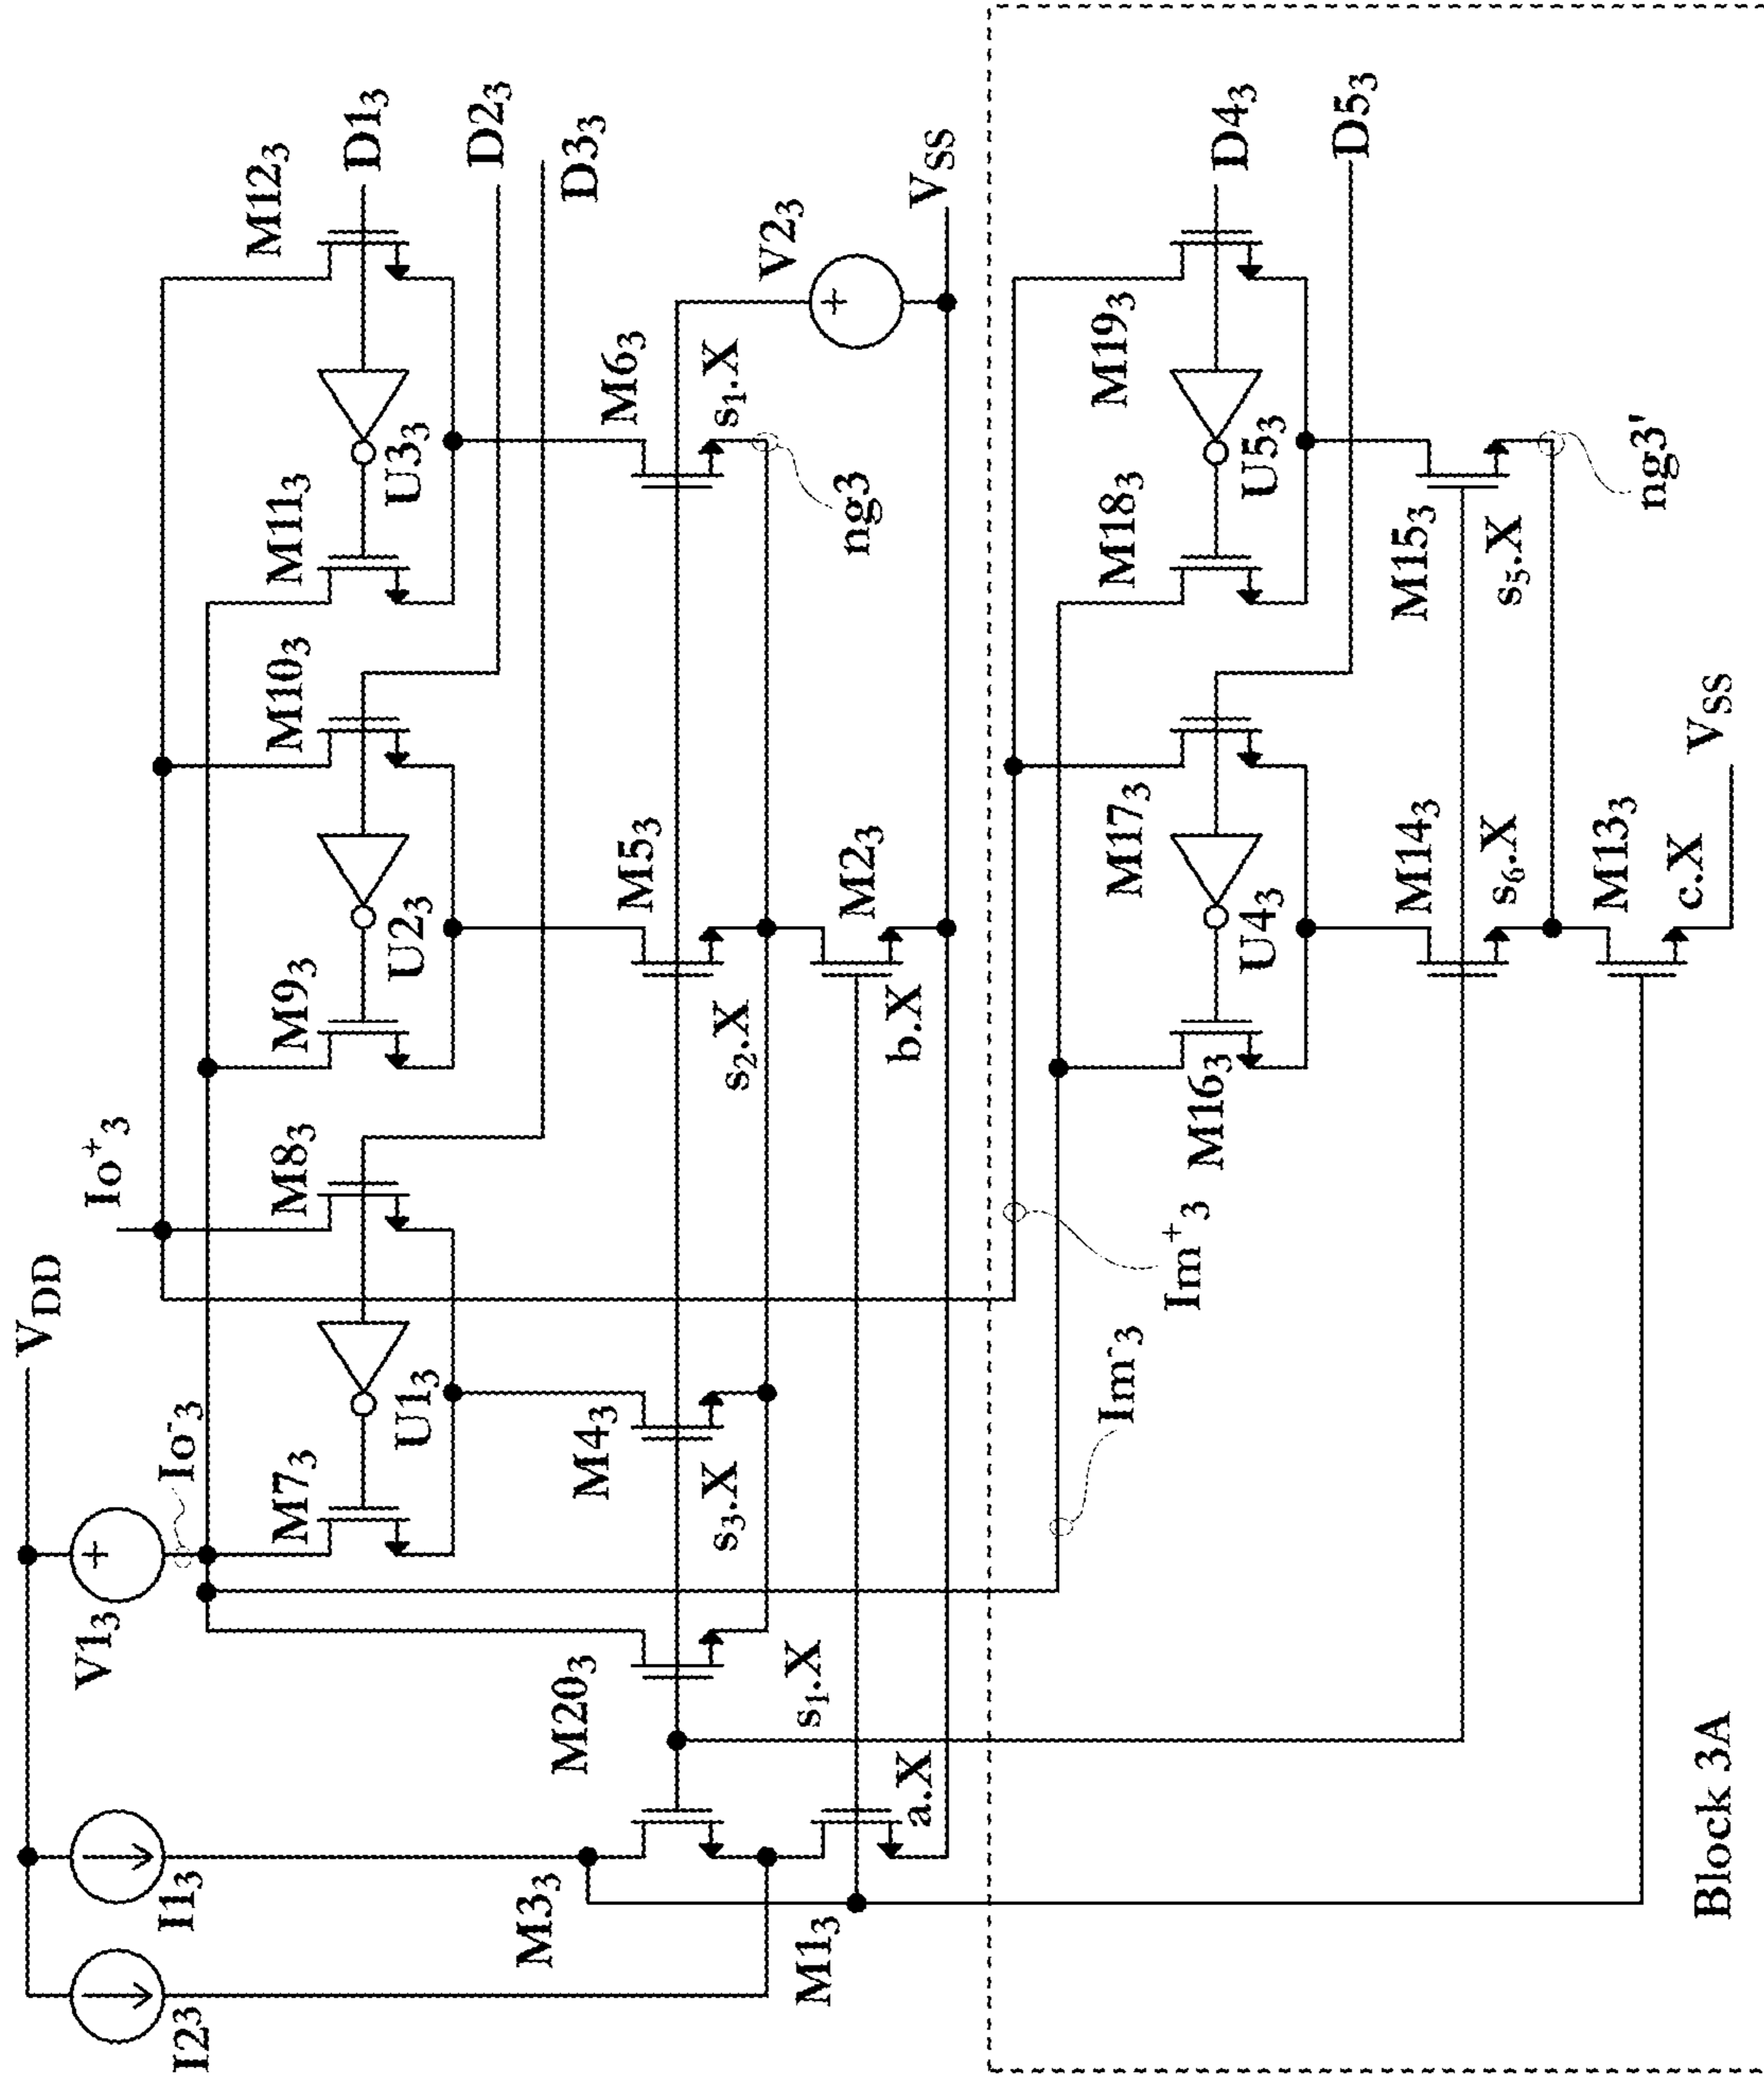 V_DD
I2_3
I1_3
V1_3
Io^-_3
Io^+_3
M7_3
U1_3
M8_3
M9_3
U2_3
M10_3
M11_3
U3_3
M12_3
D1_3
D2_3
D3_3
M3_3
M20_3
s_1.X
M4_3
s_3.X
M5_3
s_2.X
M6_3
s_1.X
ng3
V2_3
M1_3
a.X
M2_3
b.X
V_SS
Im^-_3
Im^+_3
M16_3
U4_3
M17_3
M18_3
U5_3
M19_3
D4_3
D5_3
M14_3
s_6.X
M15_3
s_5.X
ng3'
M13_3
c.X
V_SS
Block 3A